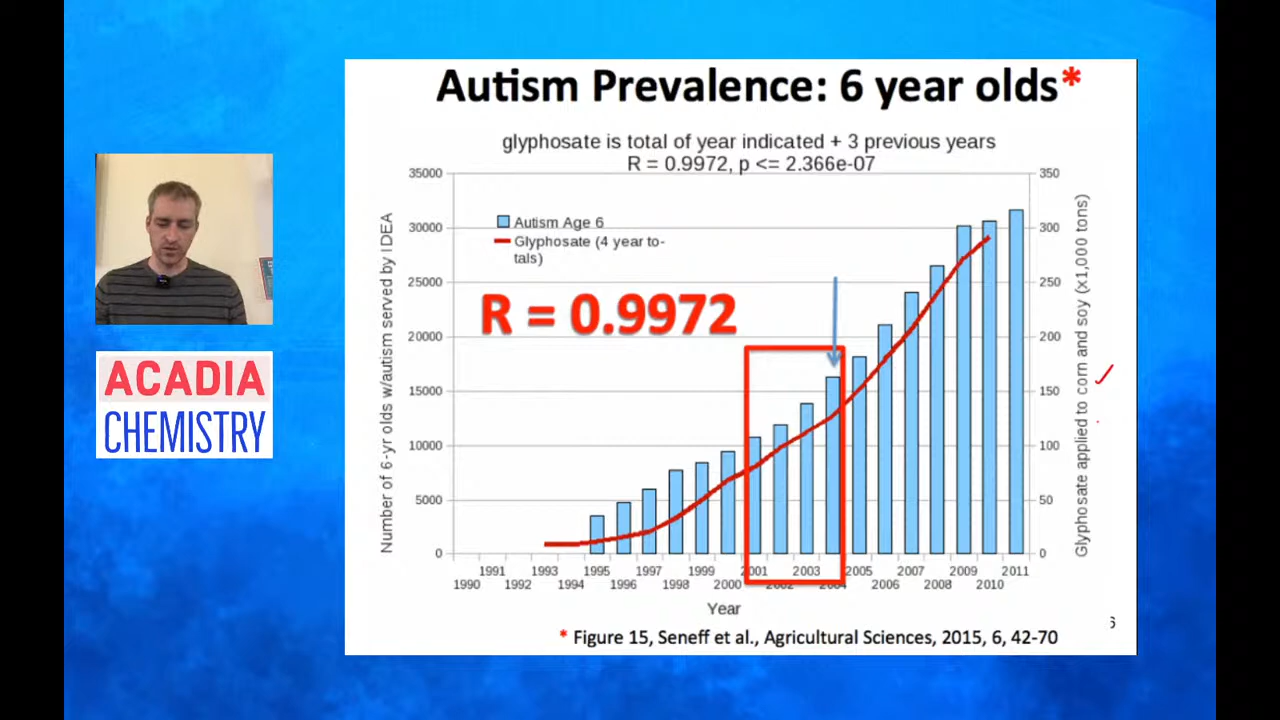 Autism Prevalence: 6 year olds*
glyphosate is total of year indicated + 3 previous years
R = 0.9972, p <= 2.366e-07
35000
30000
25000
20000
15000
10000
5000
0
Number of 6-yr olds w/autism served by IDEA
Autism Age 6
Glyphosate (4 year to-
tals)
R = 0.9972
350
300
250
200
150
100
50
0
Glyphosate applied to corn and soy (x1,000 tons)
1991 1993 1995 1997 1999 2001 2003 2005 2007 2009 2011
1990 1992 1994 1996 1998 2000 2002 2004 2006 2008 2010
Year
6
* Figure 15, Seneff et al., Agricultural Sciences, 2015, 6, 42-70
ACADIA
CHEMISTRY